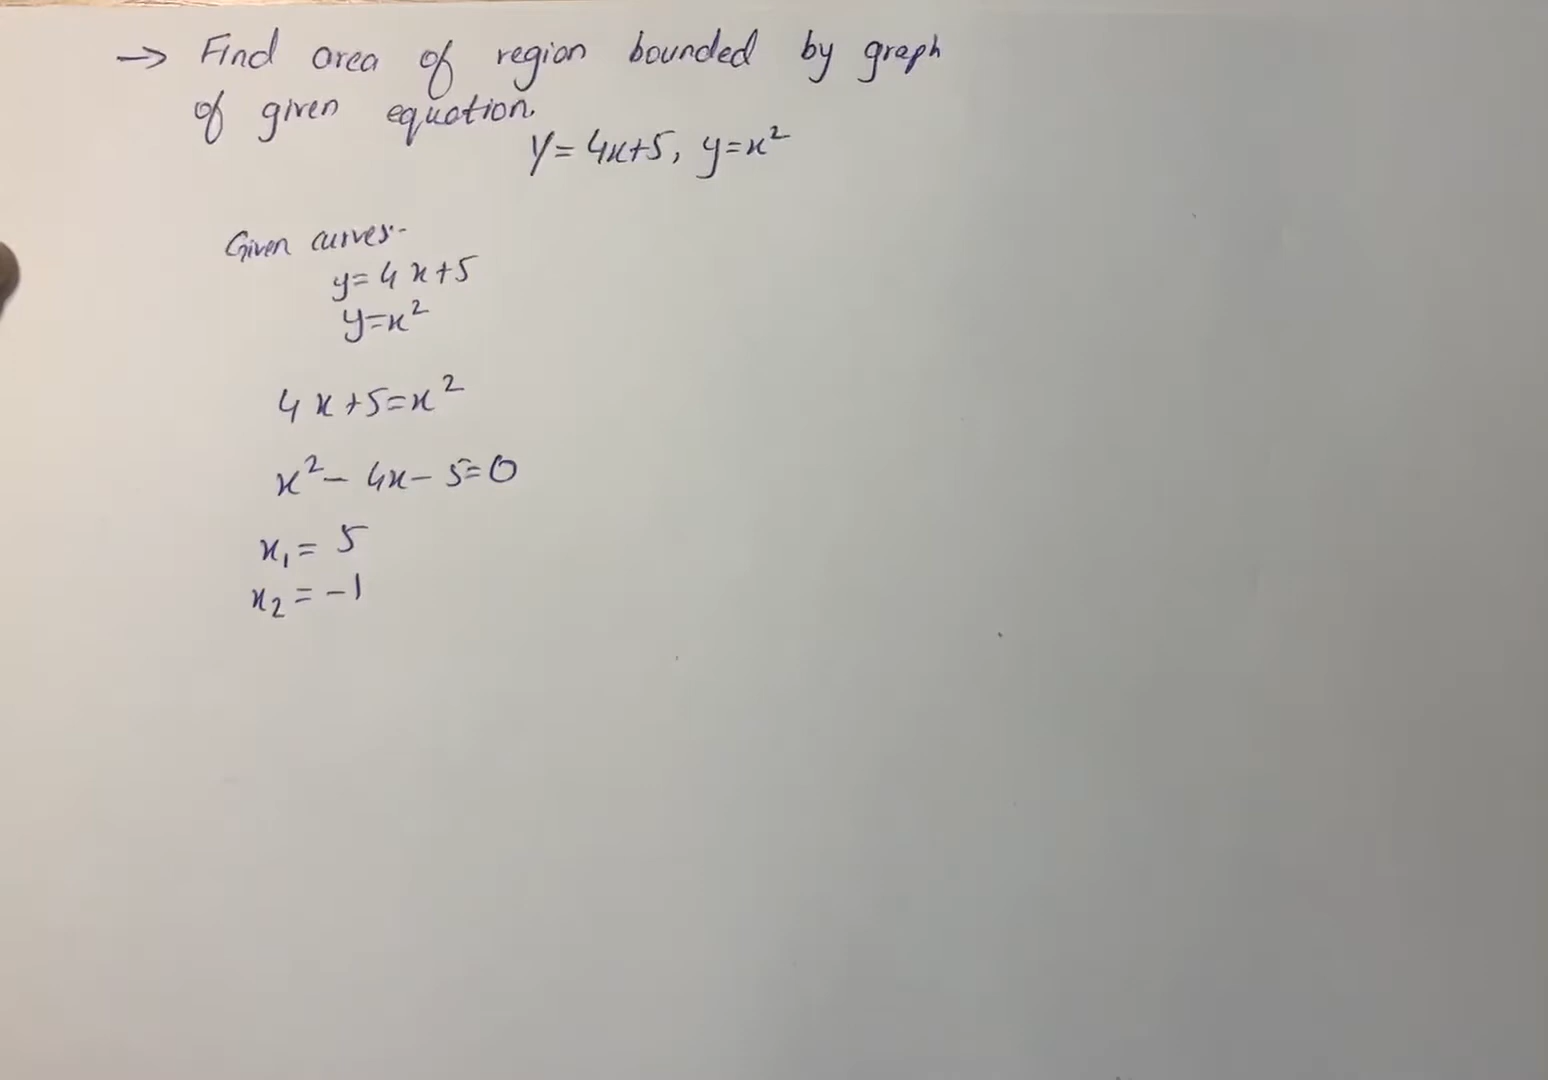 → Find area of region bounded by graph
of given equation.
y = 4x+5, y=x²
Given curves:-
y= 4x+5
y=x²
4x+5=x²
x²- 4x- 5=0
x₁= 5
x₂ = -1